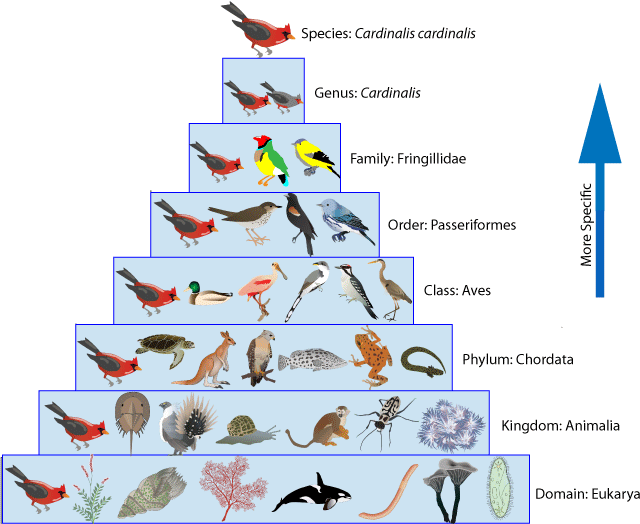 Species: Cardinalis cardinalis
Genus: Cardinalis
Family: Fringillidae
Order: Passeriformes
Class: Aves
Phylum: Chordata
Kingdom: Animalia
Domain: Eukarya
More Specific